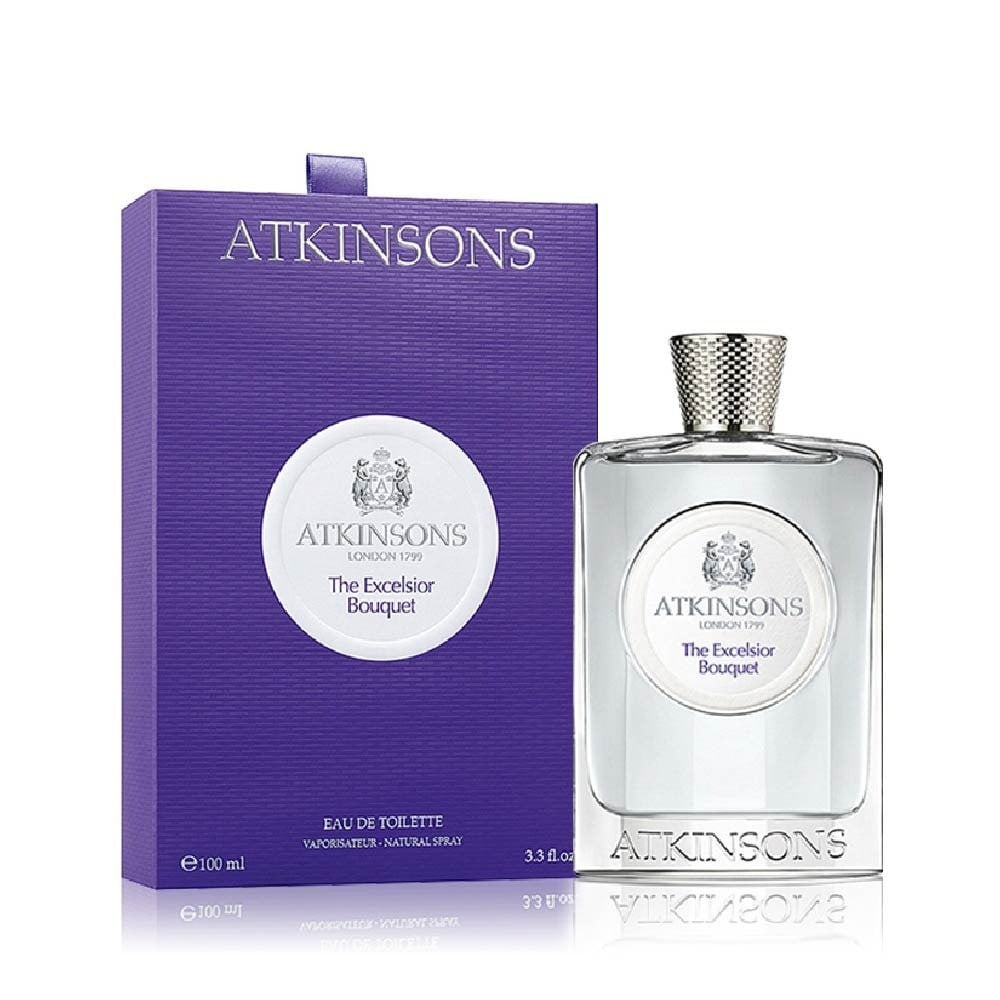 ATKINSONS
ATKINSONS
LONDON 1799
The Excelsior
Bouquet
EAU DE TOILETTE
VAPORISATEUR - NATURAL SPRAY
℮100 ml
3.3 fl.oz
ATKINSONS
LONDON 1799
The Excelsior
Bouquet
ATKINSONS